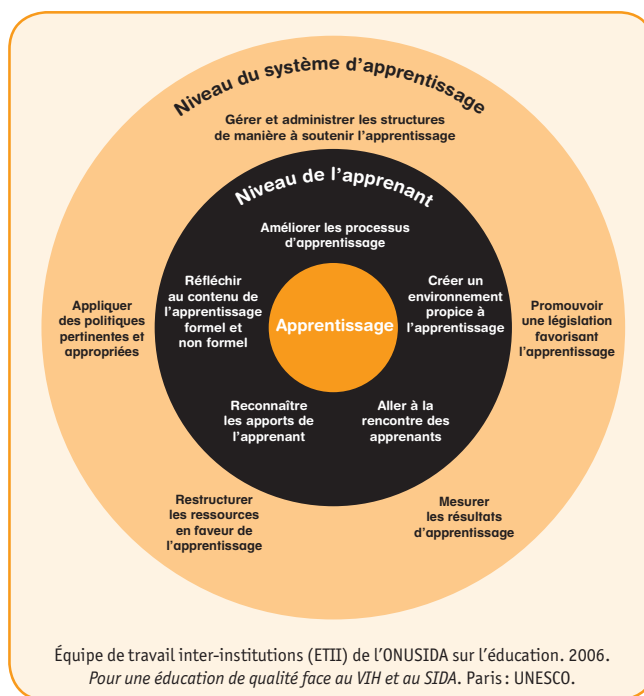 Niveau du système d'apprentissage
Gérer et administrer les structures
de manière à soutenir l'apprentissage
Niveau de l'apprenant
Améliorer les processus
d'apprentissage
Réfléchir
au contenu de
l'apprentissage
formel et
non formel
Créer un
environnement
propice à
l'apprentissage
Apprentissage
Appliquer
des politiques
pertinentes et
appropriées
Promouvoir
une législation
favorisant
l'apprentissage
Reconnaître
les apports de
l'apprenant
Aller à la
rencontre des
apprenants
Restructurer
les ressources
en faveur de
l'apprentissage
Mesurer
les résultats
d'apprentissage
Équipe de travail inter-institutions (ETII) de l'ONUSIDA sur l'éducation. 2006.
Pour une éducation de qualité face au VIH et au SIDA. Paris : UNESCO.